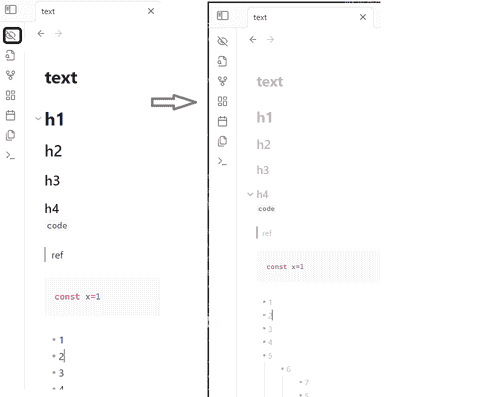 text
text
h1
h2
h3
h4
code
ref
const x=1
1
2
3
4
text
text
h1
h2
h3
h4
code
ref
const x=1
1
2
3
4
5
6
7